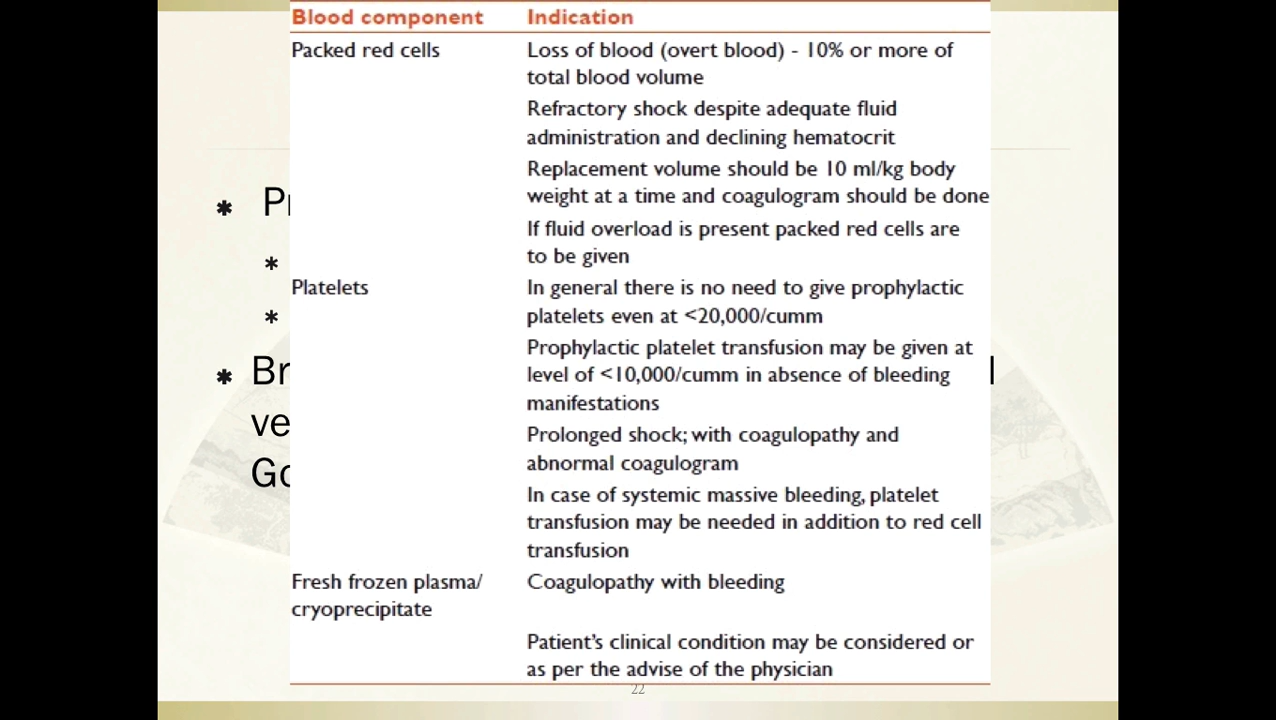 Blood component Indication
Packed red cells Loss of blood (overt blood) - 10% or more of
total blood volume
Refractory shock despite adequate fluid
administration and declining hematocrit
Replacement volume should be 10 ml/kg body
weight at a time and coagulogram should be done
If fluid overload is present packed red cells are
to be given
Platelets In general there is no need to give prophylactic
platelets even at <20,000/cumm
Prophylactic platelet transfusion may be given at
level of <10,000/cumm in absence of bleeding
manifestations
Prolonged shock; with coagulopathy and
abnormal coagulogram
In case of systemic massive bleeding, platelet
transfusion may be needed in addition to red cell
transfusion
Fresh frozen plasma/ Coagulopathy with bleeding
cryoprecipitate
Patient's clinical condition may be considered or
as per the advise of the physician
22